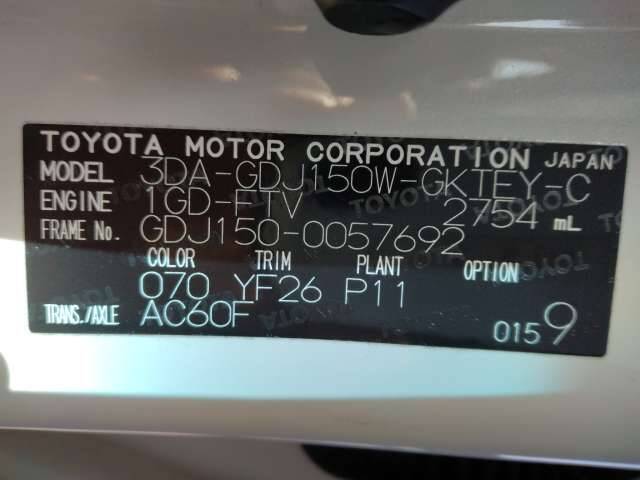 TOYOTA MOTOR CORPORATION JAPAN
MODEL 3DA-GDJ150W-GKTEY-C
ENGINE 1GD-FTV 2754 mL
FRAME No. GDJ150-0057692
COLOR TRIM PLANT OPTION
070 YF26 P11
TRANS./AXLE AC60F 0159